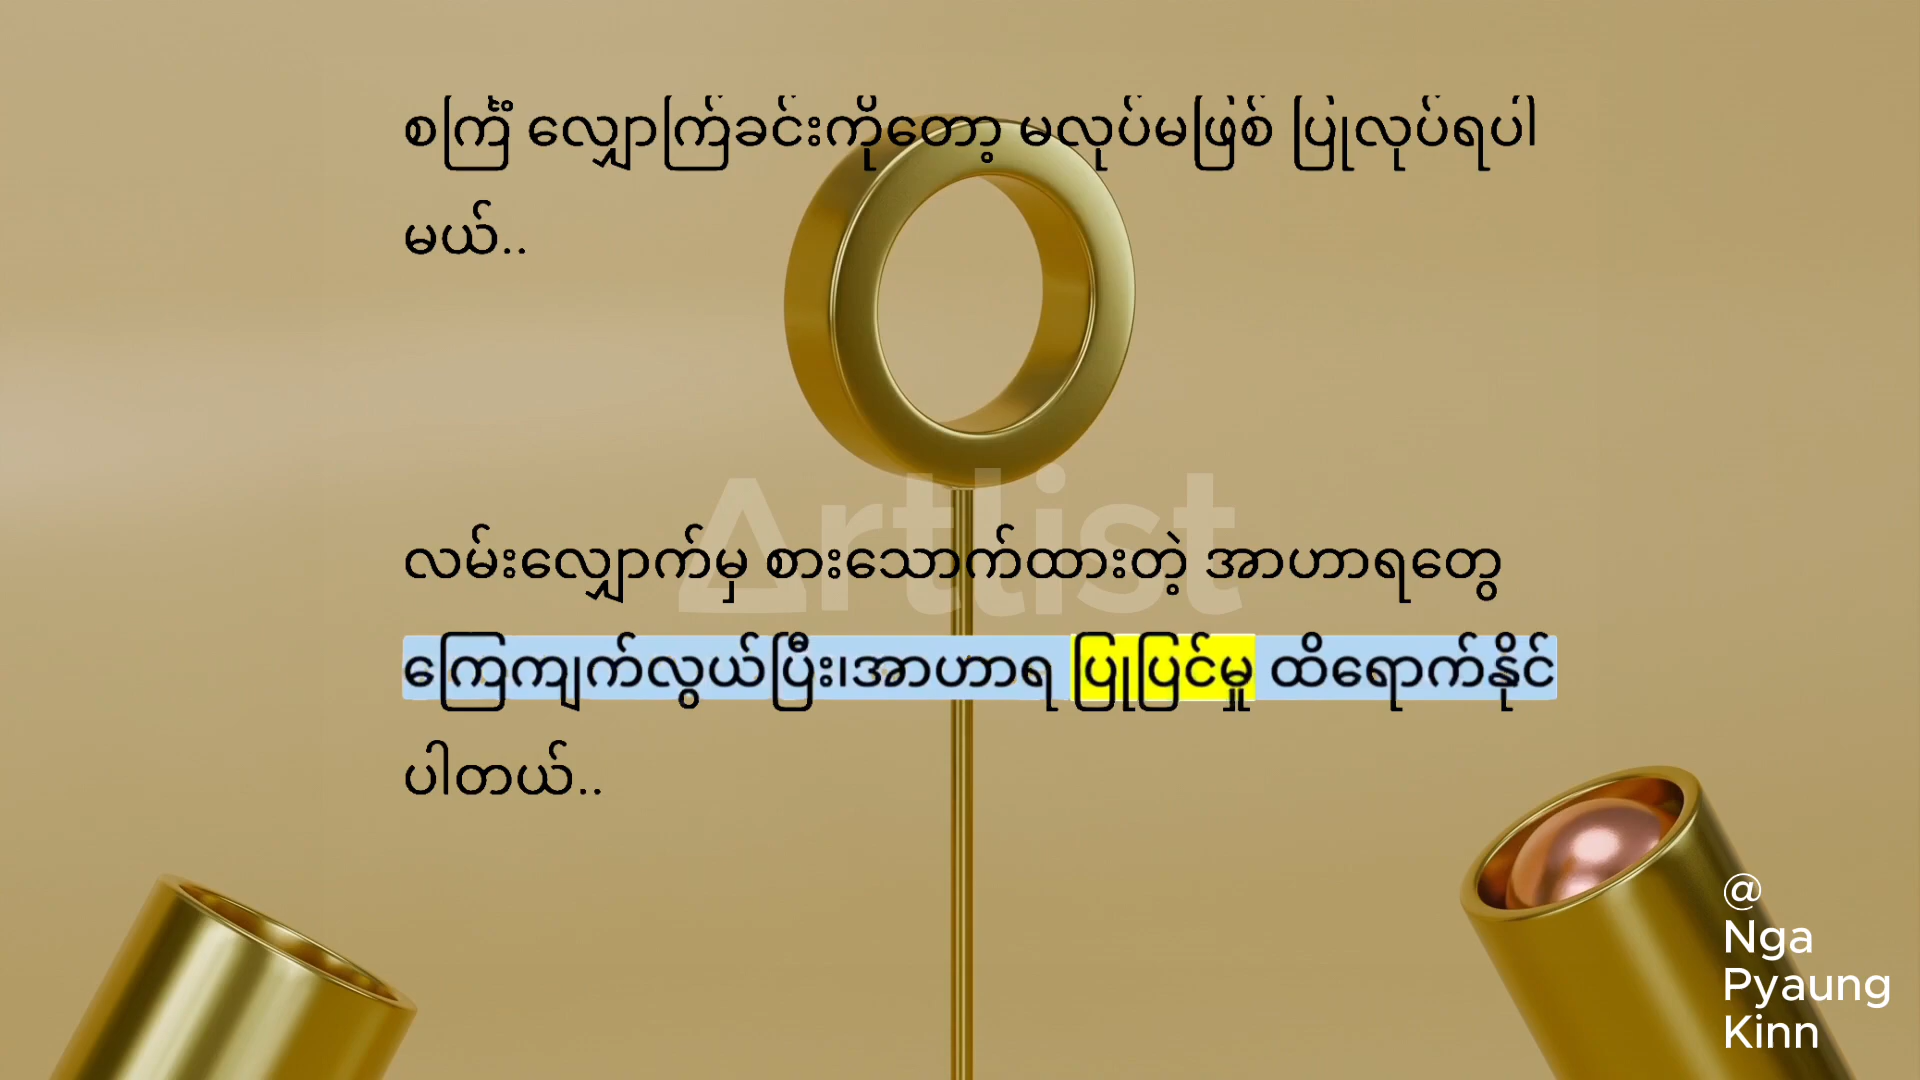 စင်္ကြံ လျှောက်ြခင်းကိုတော့ မလုပ်မဖြစ် ပြုလုပ်ရပါ
မယ်..
Artlist
လမ်းလျှောက်မှ စားသောက်ထားတဲ့ အာဟာရတွေ
ကြေကျက်လွယ်ပြီး၊အာဟာရ ပြုပြင်မှု ထိရောက်နိုင်
ပါတယ်..
@
Nga
Pyaung
Kinn